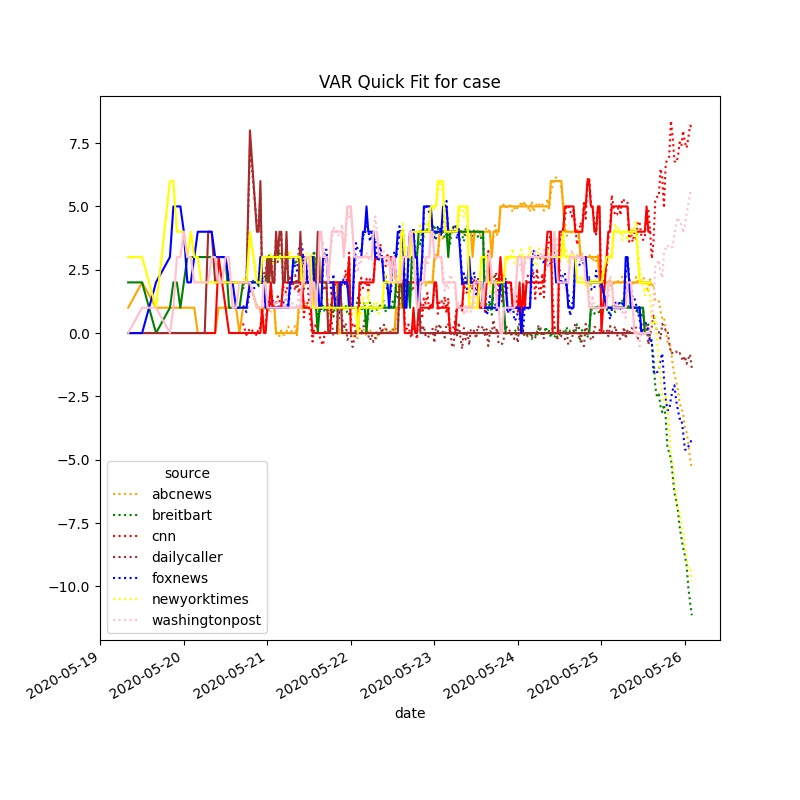 VAR Quick Fit for case
7.5
5.0
2.5
0.0
−2.5
−5.0
−7.5
−10.0
source
abcnews
breitbart
cnn
dailycaller
foxnews
newyorktimes
washingtonpost
2020-05-19
2020-05-20
2020-05-21
2020-05-22
2020-05-23
2020-05-24
2020-05-25
2020-05-26
date